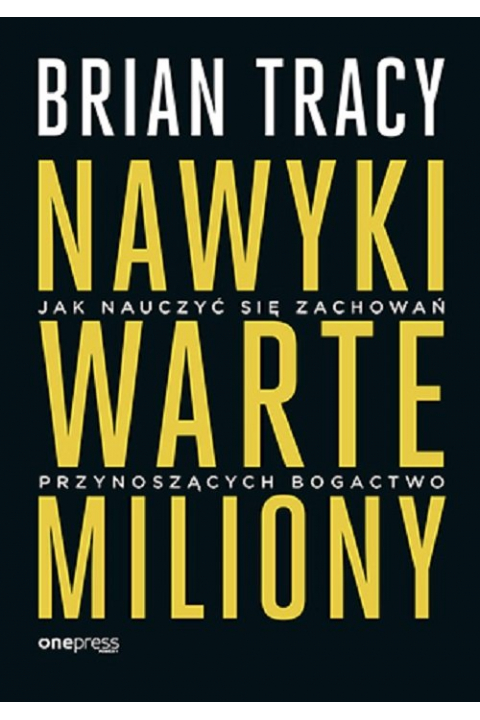 BRIAN TRACY
NAWYKI
JAK NAUCZYĆ SIĘ ZACHOWAŃ
WARTE
PRZYNOSZĄCYCH BOGACTWO
MILIONY
onepress